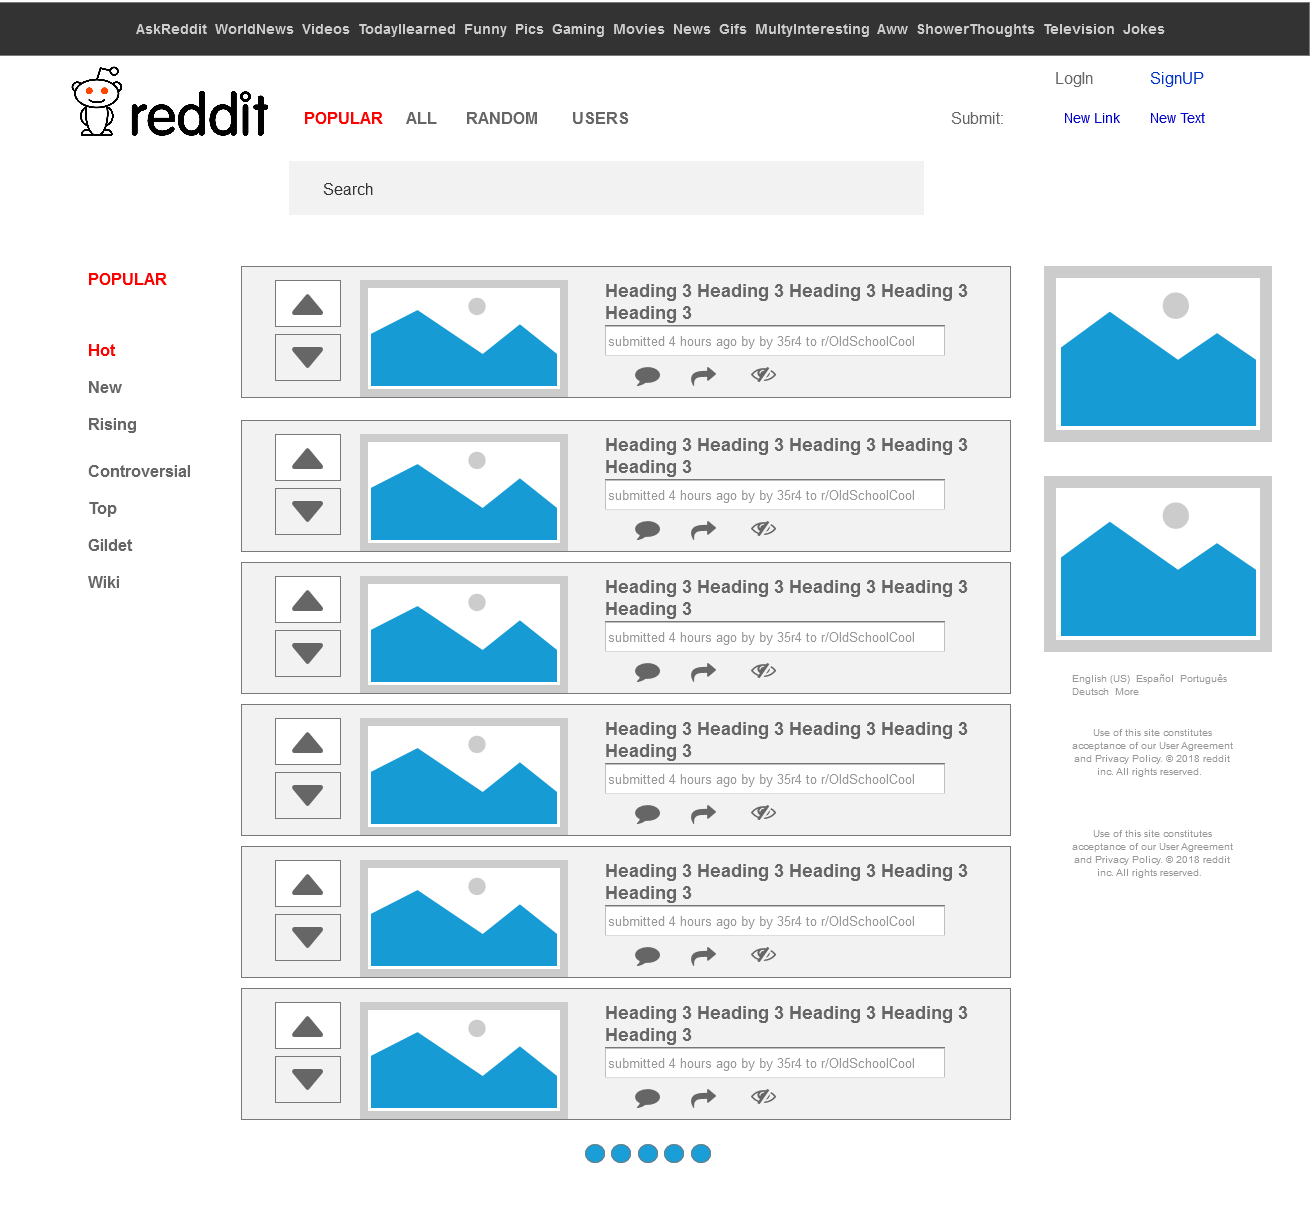 AskReddit WorldNews Videos Todayllearned Funny Pics Gaming Movies News Gifs MultyInteresting Aww ShowerThoughts Television Jokes
LogIn SignUP
reddit POPULAR ALL RANDOM USERS Submit: New Link New Text
Search
POPULAR
Hot
New
Rising
Controversial
Top
Gildet
Wiki
Heading 3 Heading 3 Heading 3 Heading 3
Heading 3
submitted 4 hours ago by by 35r4 to r/OldSchoolCool
Heading 3 Heading 3 Heading 3 Heading 3
Heading 3
submitted 4 hours ago by by 35r4 to r/OldSchoolCool
Heading 3 Heading 3 Heading 3 Heading 3
Heading 3
submitted 4 hours ago by by 35r4 to r/OldSchoolCool
Heading 3 Heading 3 Heading 3 Heading 3
Heading 3
submitted 4 hours ago by by 35r4 to r/OldSchoolCool
Heading 3 Heading 3 Heading 3 Heading 3
Heading 3
submitted 4 hours ago by by 35r4 to r/OldSchoolCool
Heading 3 Heading 3 Heading 3 Heading 3
Heading 3
submitted 4 hours ago by by 35r4 to r/OldSchoolCool
English (US) Español Português
Deutsch More
Use of this site constitutes
acceptance of our User Agreement
and Privacy Policy. © 2018 reddit
inc. All rights reserved.
Use of this site constitutes
acceptance of our User Agreement
and Privacy Policy. © 2018 reddit
inc. All rights reserved.